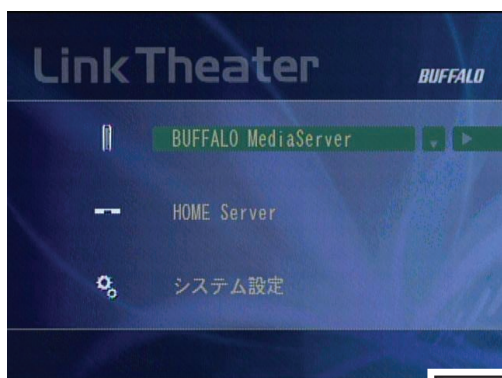 LinkTheater
BUFFALO
BUFFALO MediaServer
HOME Server
システム設定